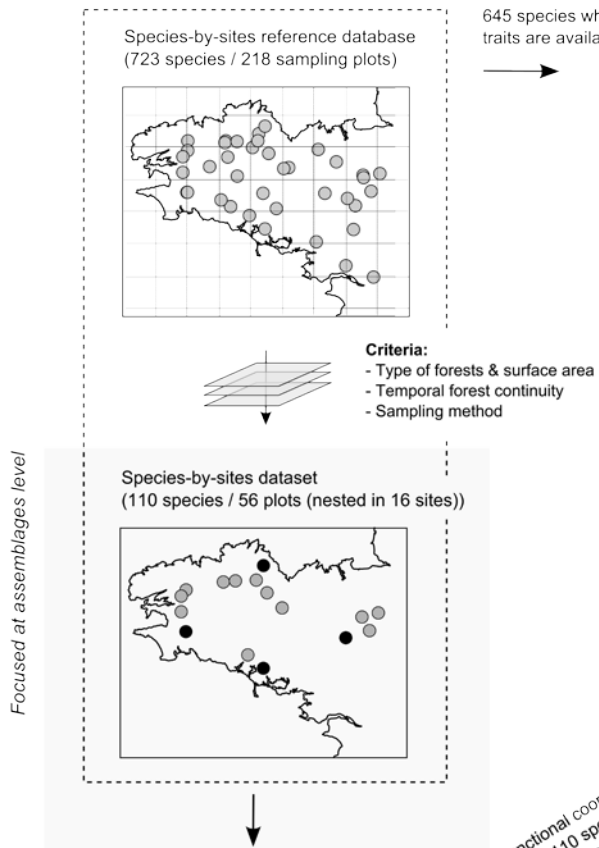 Species-by-sites reference database
(723 species / 218 sampling plots)
645 species
traits are
Criteria:
- Type of forests & surface area
- Temporal forest continuity
- Sampling method
Focused at assemblages level
Species-by-sites dataset
(110 species / 56 plots (nested in 16 sites))
110